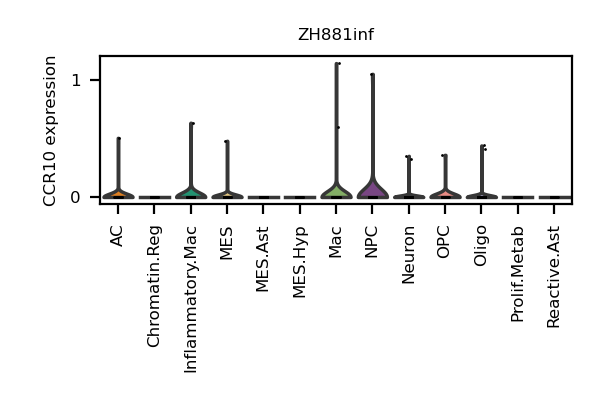 ZH881inf
CCR10 expression
1
0
AC
Chromatin.Reg
Inflammatory.Mac
MES
MES.Ast
MES.Hyp
Mac
NPC
Neuron
OPC
Oligo
Prolif.Metab
Reactive.Ast